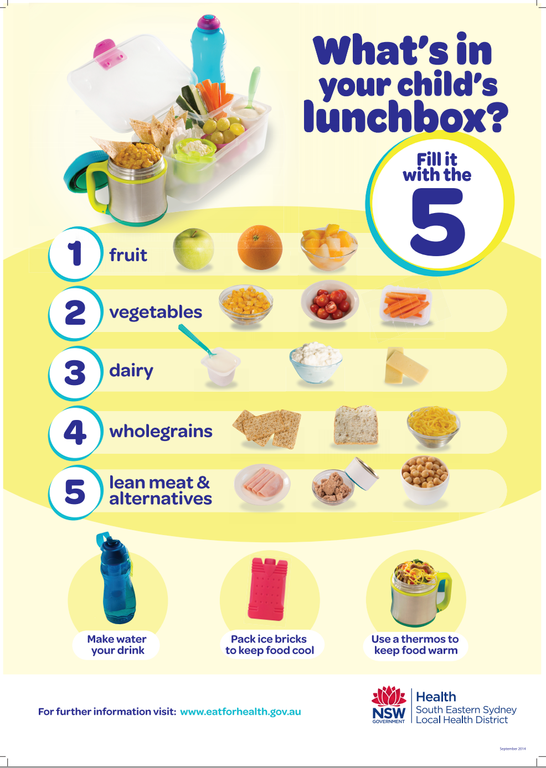 What's in
your child's
lunchbox?
Fill it
with the
5
1 fruit
2 vegetables
3 dairy
4 wholegrains
5 lean meat &
alternatives
Make water
your drink
Pack ice bricks
to keep food cool
Use a thermos to
keep food warm
For further information visit: www.eatforhealth.gov.au
NSW
GOVERNMENT
Health
South Eastern Sydney
Local Health District
September 2014